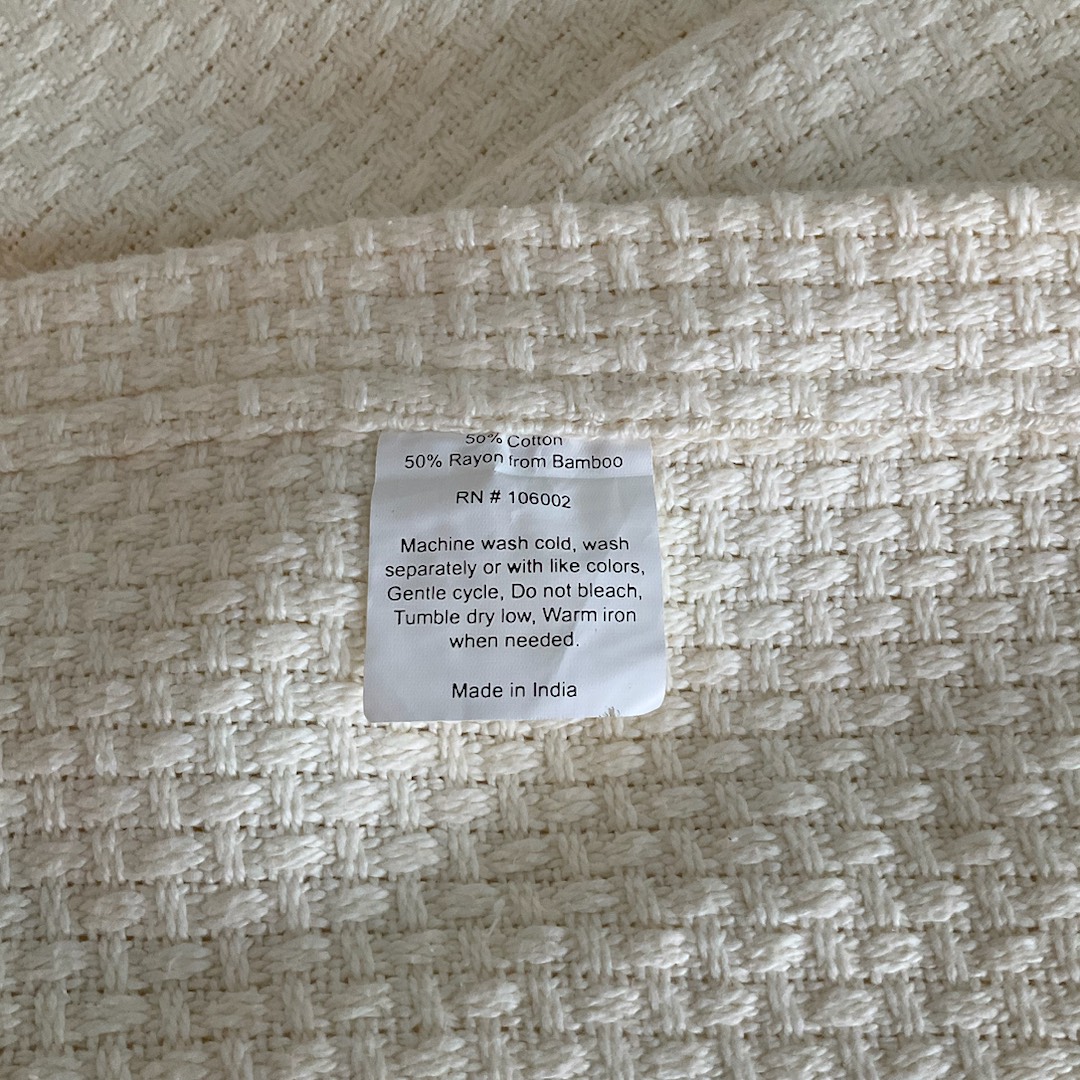 50% Cotton
50% Rayon from Bamboo
RN # 106002
Machine wash cold, wash
separately or with like colors,
Gentle cycle, Do not bleach,
Tumble dry low, Warm iron
when needed.
Made in India